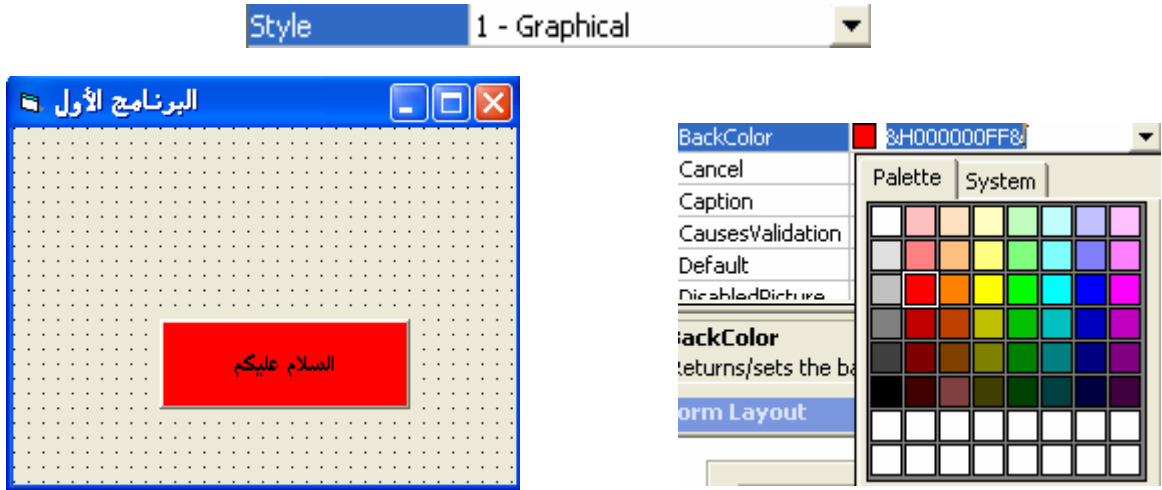 Style 1 - Graphical
البرنامج الأول
السلام عليكم
BackColor &H000000FF&
Cancel
Caption
CausesValidation
Default
DisabledPicture
Palette System
BackColor
Returns/sets the ba
orm Layout